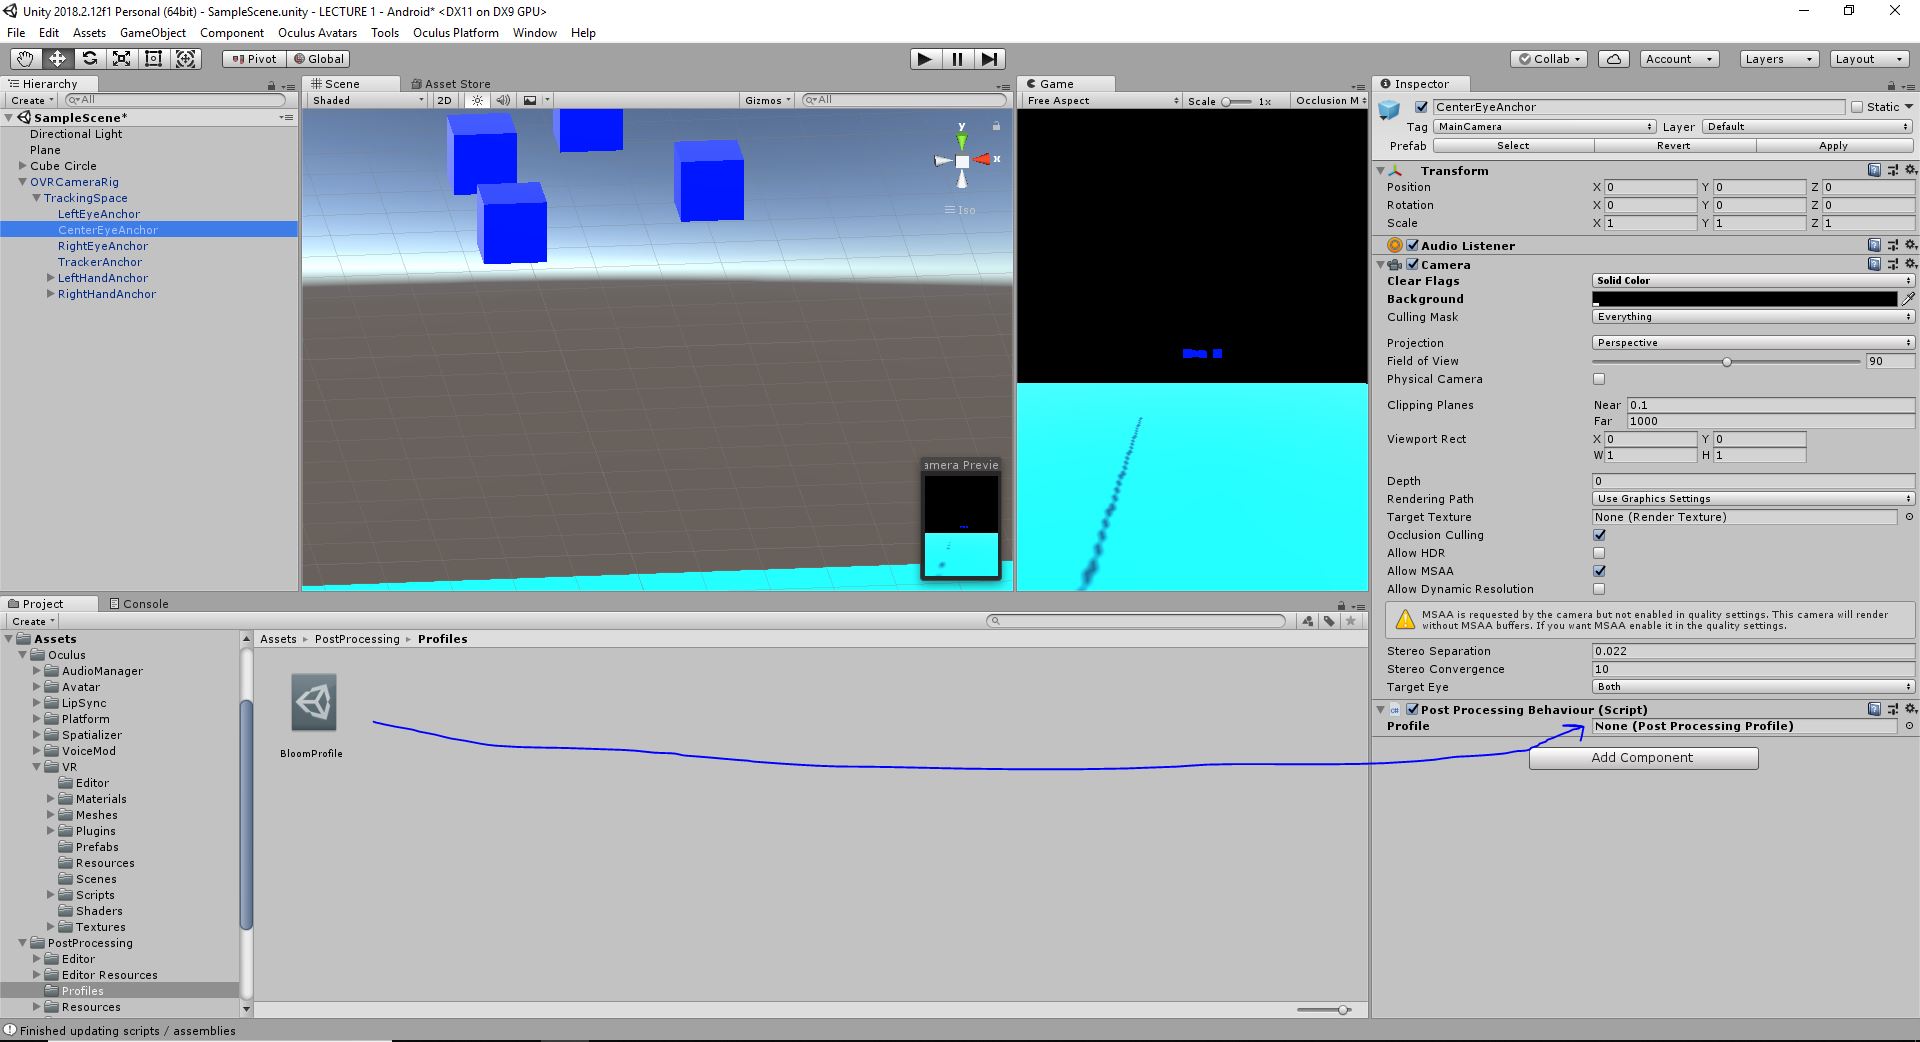 Unity 2018.2.12f1 Personal (64bit) - SampleScene.unity - LECTURE 1 - Android* <DX11 on DX9 GPU>
File Edit Assets GameObject Component Oculus Avatars Tools Oculus Platform Window Help
Pivot Global Collab Account Layers Layout
Hierarchy
Create All
SampleScene*
Directional Light
Plane
Cube Circle
OVRCameraRig
TrackingSpace
LeftEyeAnchor
CenterEyeAnchor
RightEyeAnchor
TrackerAnchor
LeftHandAnchor
RightHandAnchor
Scene Asset Store
Shaded 2D Gizmos All
y
x
Iso
amera Previe
Game
Free Aspect Scale 1x Occlusion M
Inspector
CenterEyeAnchor Static
Tag MainCamera Layer Default
Prefab Select Revert Apply
Transform
Position X 0 Y 0 Z 0
Rotation X 0 Y 0 Z 0
Scale X 1 Y 1 Z 1
Audio Listener
Camera
Clear Flags Solid Color
Background
Culling Mask Everything
Projection Perspective
Field of View 90
Physical Camera
Clipping Planes Near 0.1
Far 1000
Viewport Rect X 0 Y 0
W 1 H 1
Depth 0
Rendering Path Use Graphics Settings
Target Texture None (Render Texture)
Occlusion Culling
Allow HDR
Allow MSAA
Allow Dynamic Resolution
MSAA is requested by the camera but not enabled in quality settings. This camera will render
without MSAA buffers. If you want MSAA enable it in the quality settings.
Stereo Separation 0.022
Stereo Convergence 10
Target Eye Both
Post Processing Behaviour (Script)
Profile None (Post Processing Profile)
Add Component
Project Console
Create
Assets
Oculus
AudioManager
Avatar
LipSync
Platform
Spatializer
VoiceMod
VR
Editor
Materials
Meshes
Plugins
Prefabs
Resources
Scenes
Scripts
Shaders
Textures
PostProcessing
Editor
Editor Resources
Profiles
Resources
Assets PostProcessing Profiles
BloomProfile
Finished updating scripts / assemblies